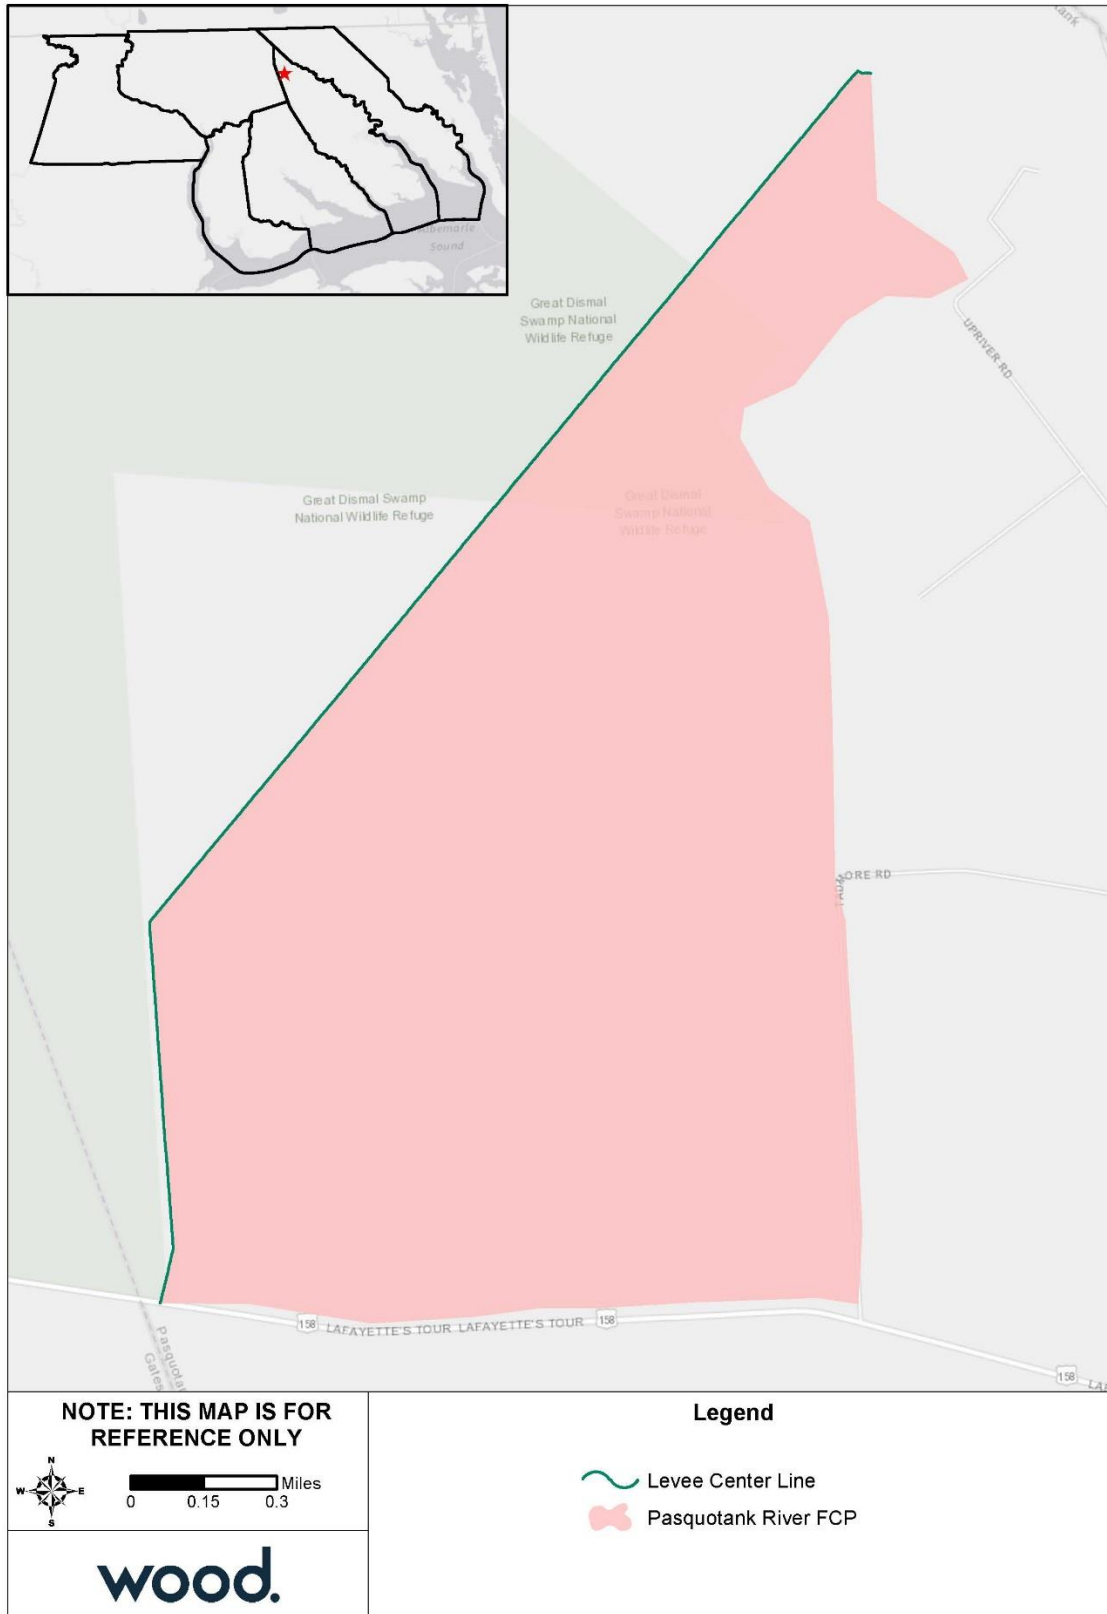 tank
Albemarle
Sound
Great Dismal
Swamp National
Wildlife Refuge
UPRIVER RD
Great Dismal Swamp
National Wildlife Refuge
Great Dismal
Swamp National
Wildlife Refuge
ORE RD
158
LAFAYETTE'S TOUR LAFAYETTE'S TOUR
158
158
Pasquotan
Gates
NOTE: THIS MAP IS FOR
REFERENCE ONLY
N
W E
S
Miles
0 0.15 0.3
wood.
Legend
Levee Center Line
Pasquotank River FCP